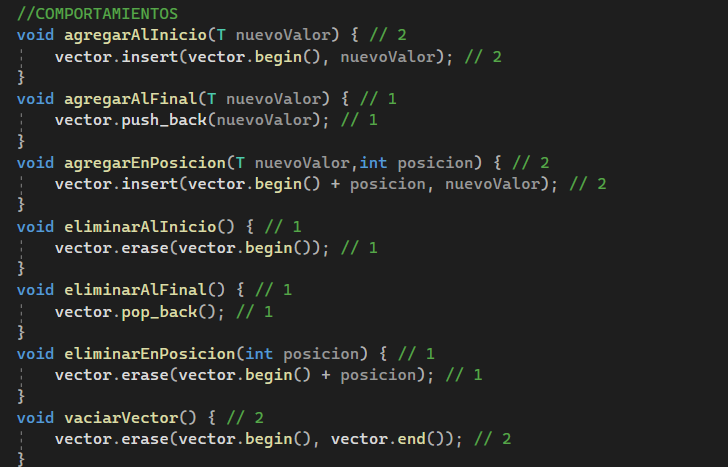 //COMPORTAMIENTOS
void agregarAlInicio(T nuevoValor) { // 2
vector.insert(vector.begin(), nuevoValor); // 2
}
void agregarAlFinal(T nuevoValor) { // 1
vector.push_back(nuevoValor); // 1
}
void agregarEnPosicion(T nuevoValor,int posicion) { // 2
vector.insert(vector.begin() + posicion, nuevoValor); // 2
}
void eliminarAlInicio() { // 1
vector.erase(vector.begin()); // 1
}
void eliminarAlFinal() { // 1
vector.pop_back(); // 1
}
void eliminarEnPosicion(int posicion) { // 1
vector.erase(vector.begin() + posicion); // 1
}
void vaciarVector() { // 2
vector.erase(vector.begin(), vector.end()); // 2
}